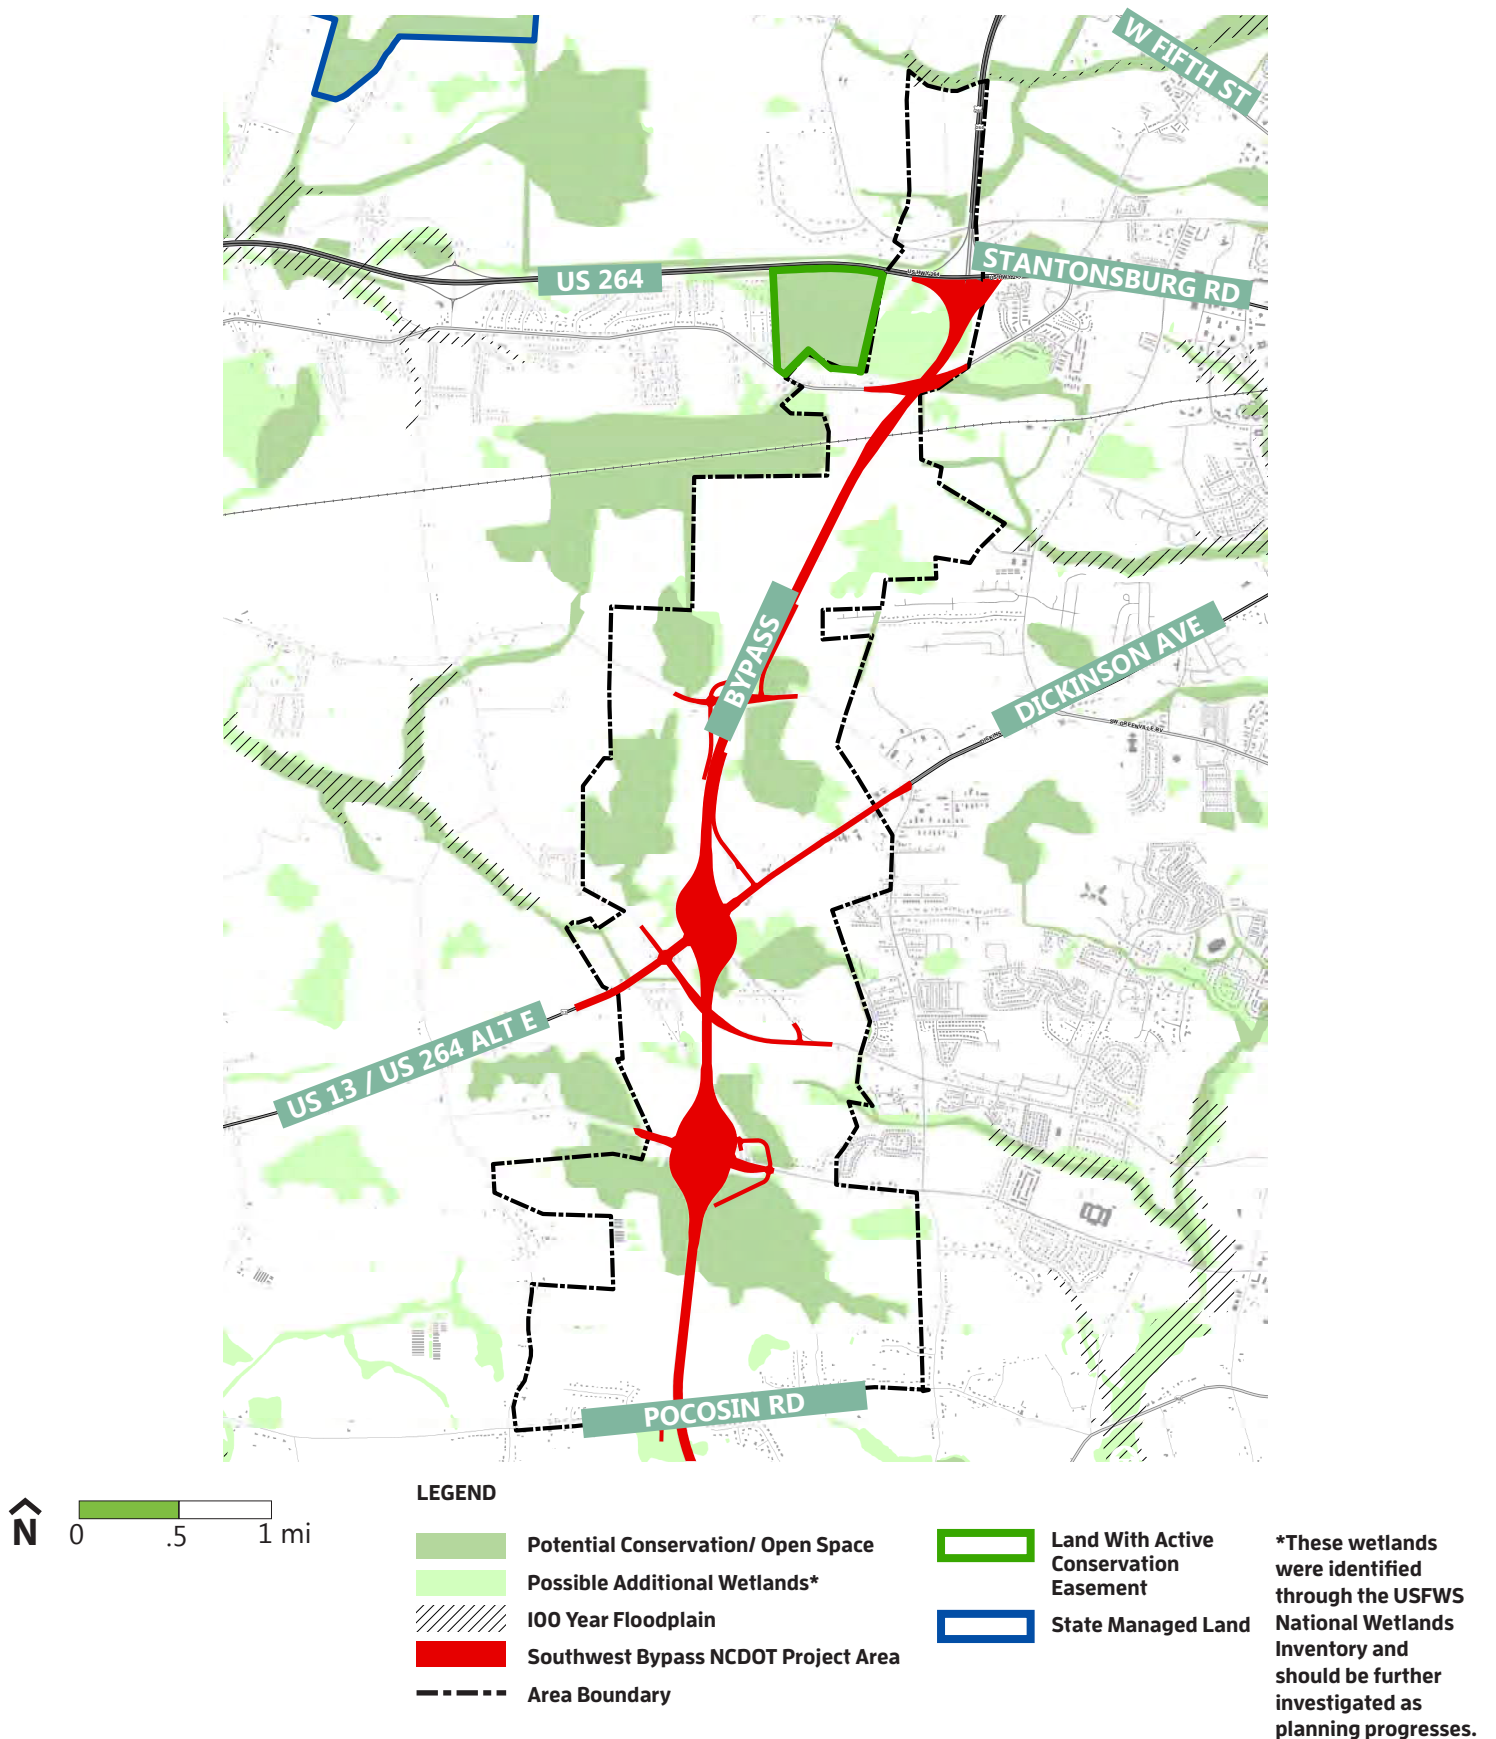 W FIFTH ST
STANTONSBURG RD
US 264
BYPASS
DICKINSON AVE
SW GREENVILLE BV
US 13 / US 264 ALT E
POCOSIN RD
N
0
.5
1 mi
LEGEND
Potential Conservation/ Open Space
Possible Additional Wetlands*
100 Year Floodplain
Southwest Bypass NCDOT Project Area
Area Boundary
Land With Active
Conservation
Easement
State Managed Land
*These wetlands
were identified
through the USFWS
National Wetlands
Inventory and
should be further
investigated as
planning progresses.